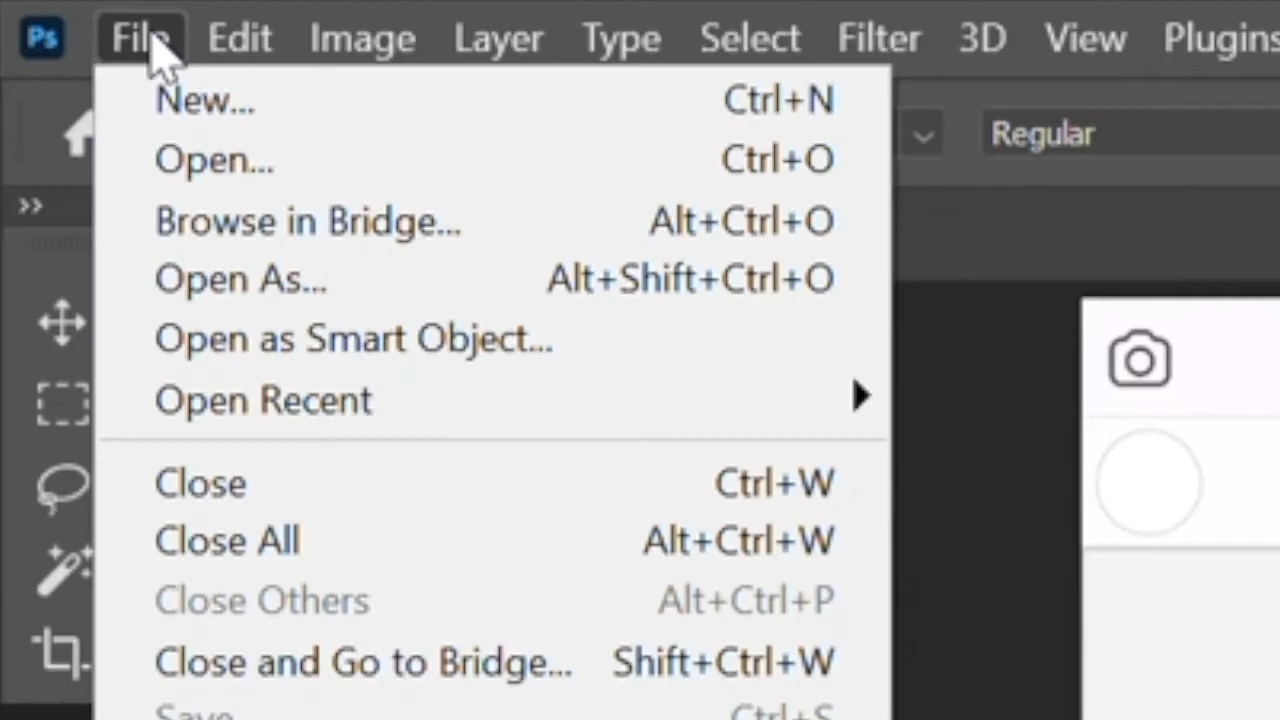 Ps File Edit Image Layer Type Select Filter 3D View Plugins
New... Ctrl+N
Regular
Open... Ctrl+O
Browse in Bridge... Alt+Ctrl+O
Open As... Alt+Shift+Ctrl+O
Open as Smart Object...
Open Recent
Close Ctrl+W
Close All Alt+Ctrl+W
Close Others Alt+Ctrl+P
Close and Go to Bridge... Shift+Ctrl+W
Save Ctrl+S